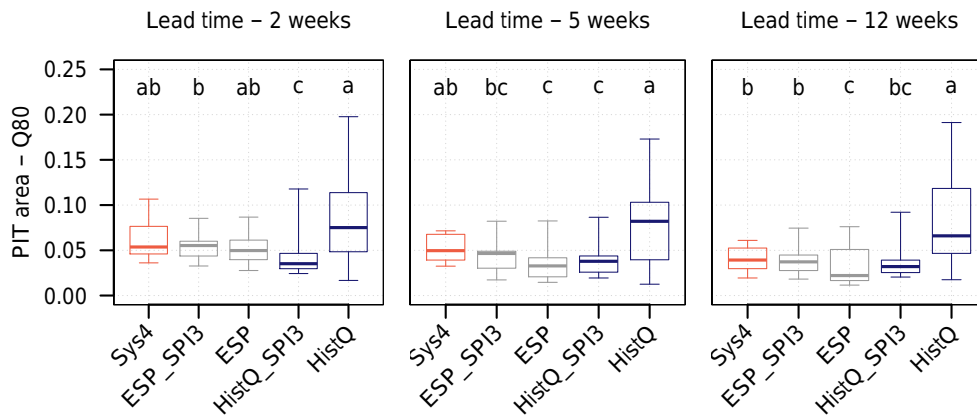 Lead time – 2 weeks
Lead time – 5 weeks
Lead time – 12 weeks
PIT area – Q80
0.25
0.20
0.15
0.10
0.05
0.00
ab b ab c a
ab bc c c a
b b c bc a
Sys4 ESP_SPI3 ESP HistQ_SPI3 HistQ
Sys4 ESP_SPI3 ESP HistQ_SPI3 HistQ
Sys4 ESP_SPI3 ESP HistQ_SPI3 HistQ